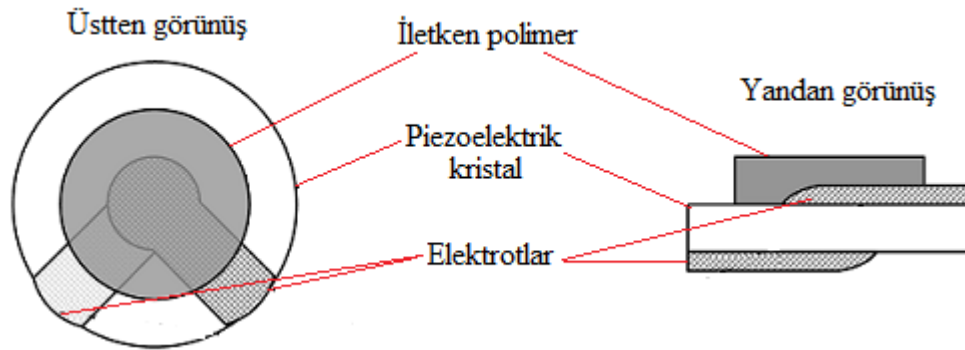 Üstten görünüş
İletken polimer
Yandan görünüş
Piezoelektrik
kristal
Elektrotlar